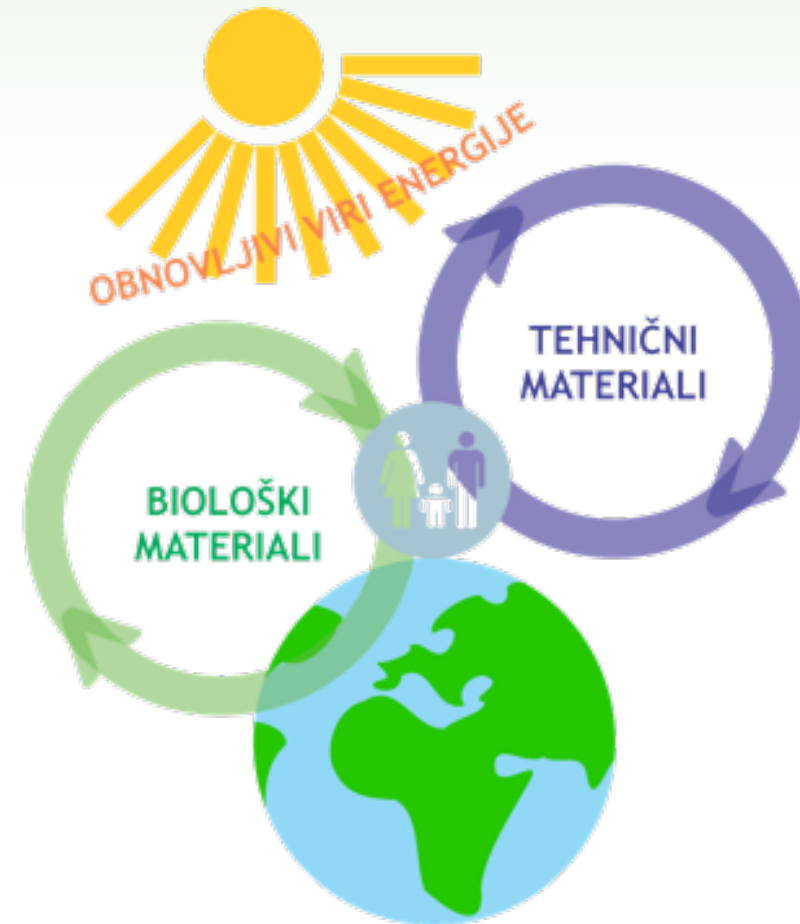 OBNOVLJIVI VIRI ENERGIJE
TEHNIČNI
MATERIALI
BIOLOŠKI
MATERIALI